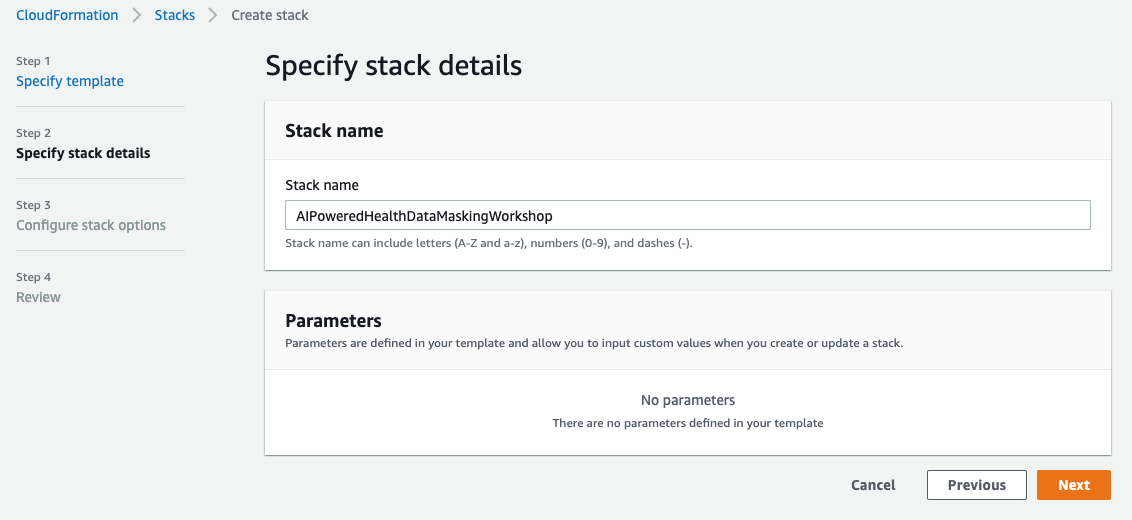 CloudFormation > Stacks > Create stack
Step 1
Specify template
Step 2
Specify stack details
Step 3
Configure stack options
Step 4
Review
Specify stack details
Stack name
Stack name
AIPoweredHealthDataMaskingWorkshop
Stack name can include letters (A-Z and a-z), numbers (0-9), and dashes (-).
Parameters
Parameters are defined in your template and allow you to input custom values when you create or update a stack.
No parameters
There are no parameters defined in your template
Cancel Previous Next